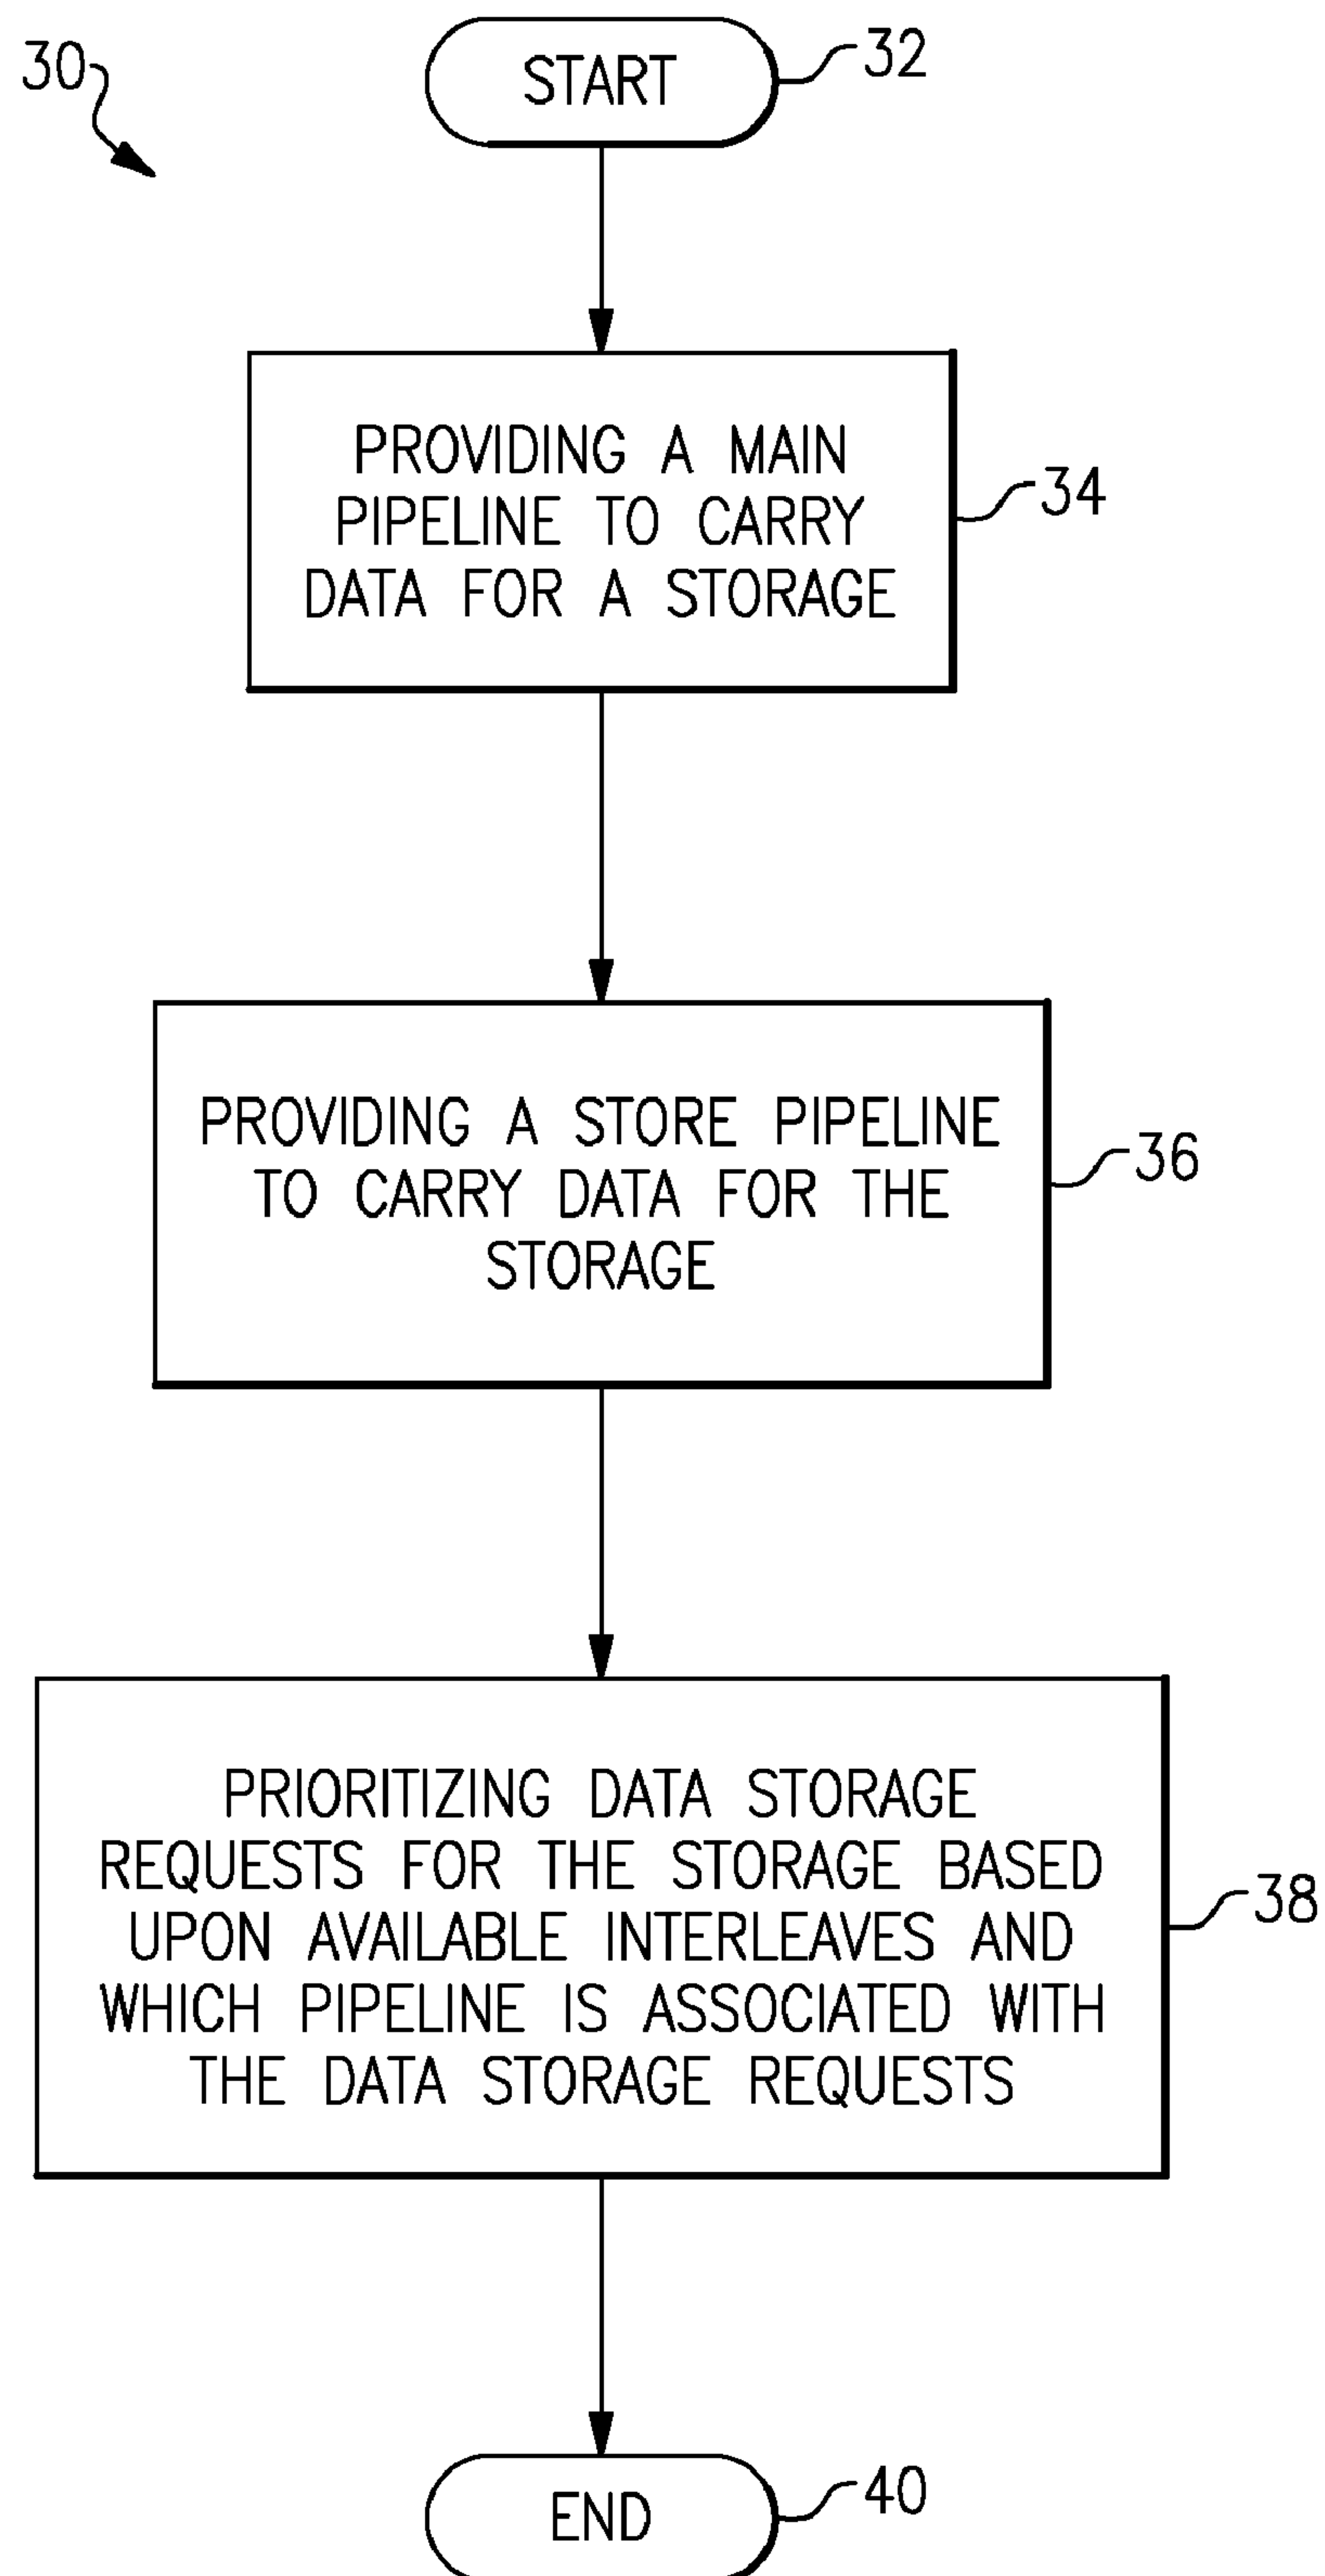 30
START
32
PROVIDING A MAIN
PIPELINE TO CARRY
DATA FOR A STORAGE
34
PROVIDING A STORE PIPELINE
TO CARRY DATA FOR THE
STORAGE
36
PRIORITIZING DATA STORAGE
REQUESTS FOR THE STORAGE BASED
UPON AVAILABLE INTERLEAVES AND
WHICH PIPELINE IS ASSOCIATED WITH
THE DATA STORAGE REQUESTS
38
END
40